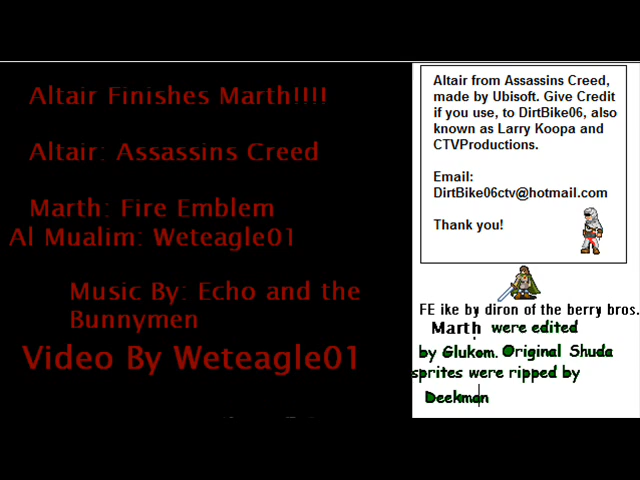 Altair Finishes Marth!!!!
Altair: Assassins Creed
Marth: Fire Emblem
Al Mualim: Weteagle01
Music By: Echo and the
Bunnymen
Video By Weteagle01
Altair from Assassins Creed,
made by Ubisoft. Give Credit
if you use, to DirtBike06, also
known as Larry Koopa and
CTVProductions.
Email:
DirtBike06ctv@hotmail.com
Thank you!
FE ike by diron of the berry bros.
Marth were edited
by Glukom. Original Shuda
sprites were ripped by
Deekman